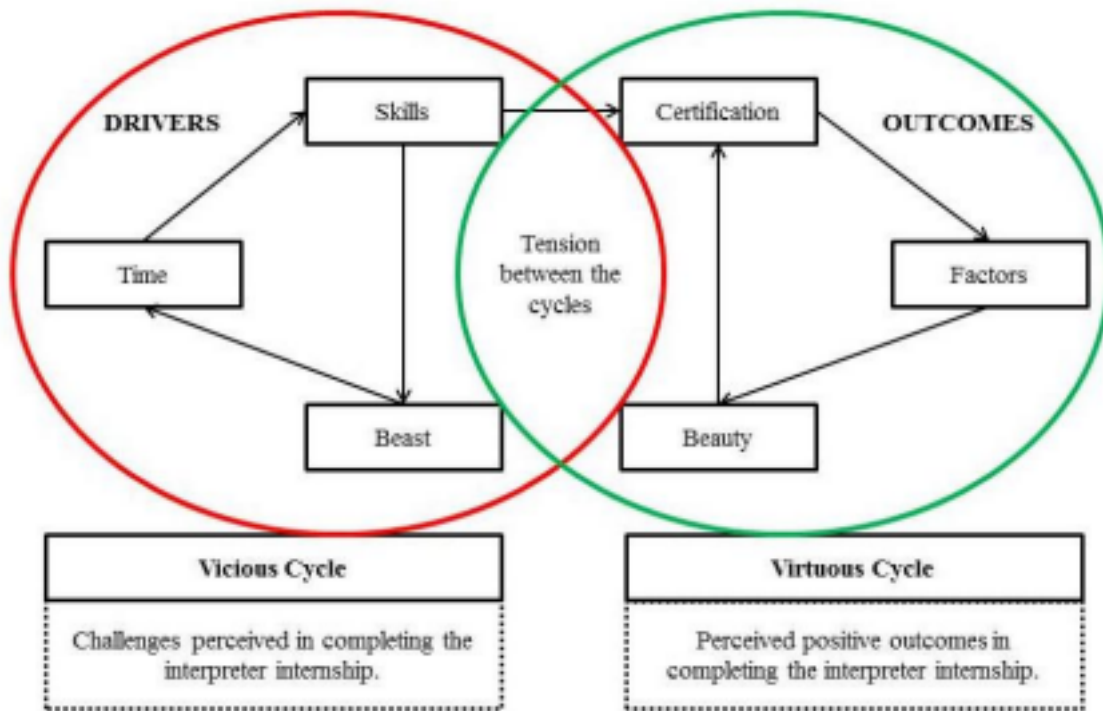 Skills
Certification
DRIVERS
OUTCOMES
Time
Tension
between the
cycles
Factors
Beast
Beauty
Vicious Cycle
Virtuous Cycle
Challenges perceived in completing the
interpreter internship.
Perceived positive outcomes in
completing the interpreter internship.